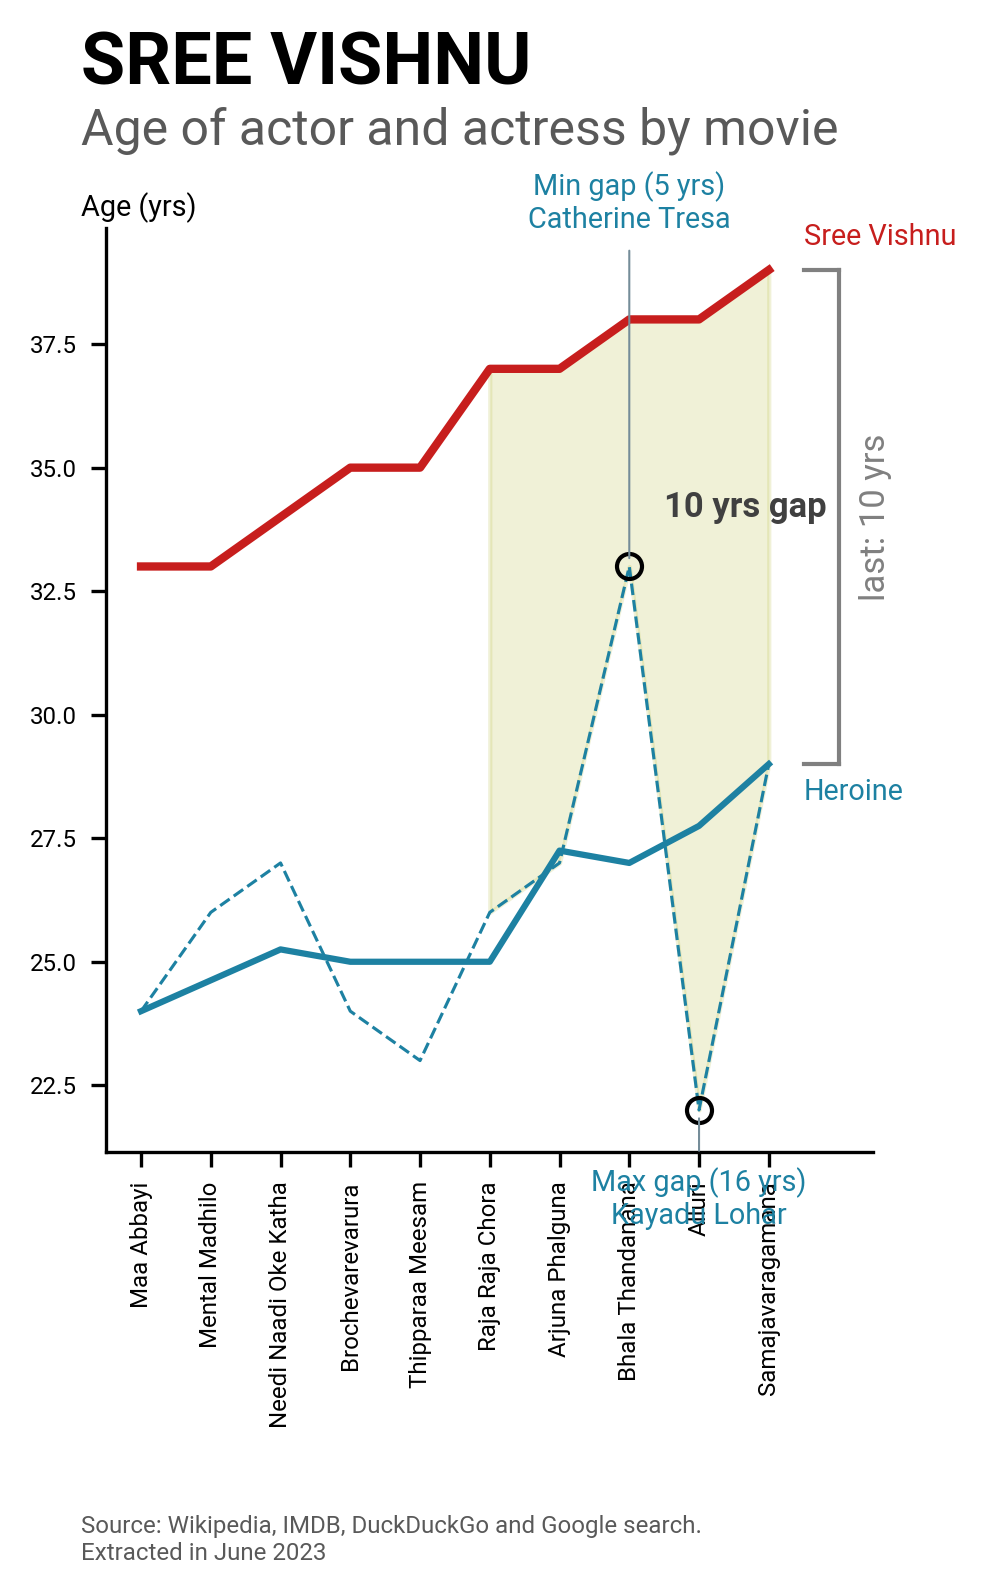 SREE VISHNU
Age of actor and actress by movie
Min gap (5 yrs)
Catherine Tresa
Age (yrs)
Sree Vishnu
37.5
35.0
32.5
30.0
27.5
25.0
22.5
10 yrs gap
last: 10 yrs
Heroine
Max gap (16 yrs)
Kayadu Lohar
Maa Abbayi
Mental Madhilo
Needi Naadi Oke Katha
Brochevarevarura
Thipparaa Meesam
Raja Raja Chora
Arjuna Phalguna
Bhala Thandanana
Alluri
Samajavaragamana
Source: Wikipedia, IMDB, DuckDuckGo and Google search.
Extracted in June 2023